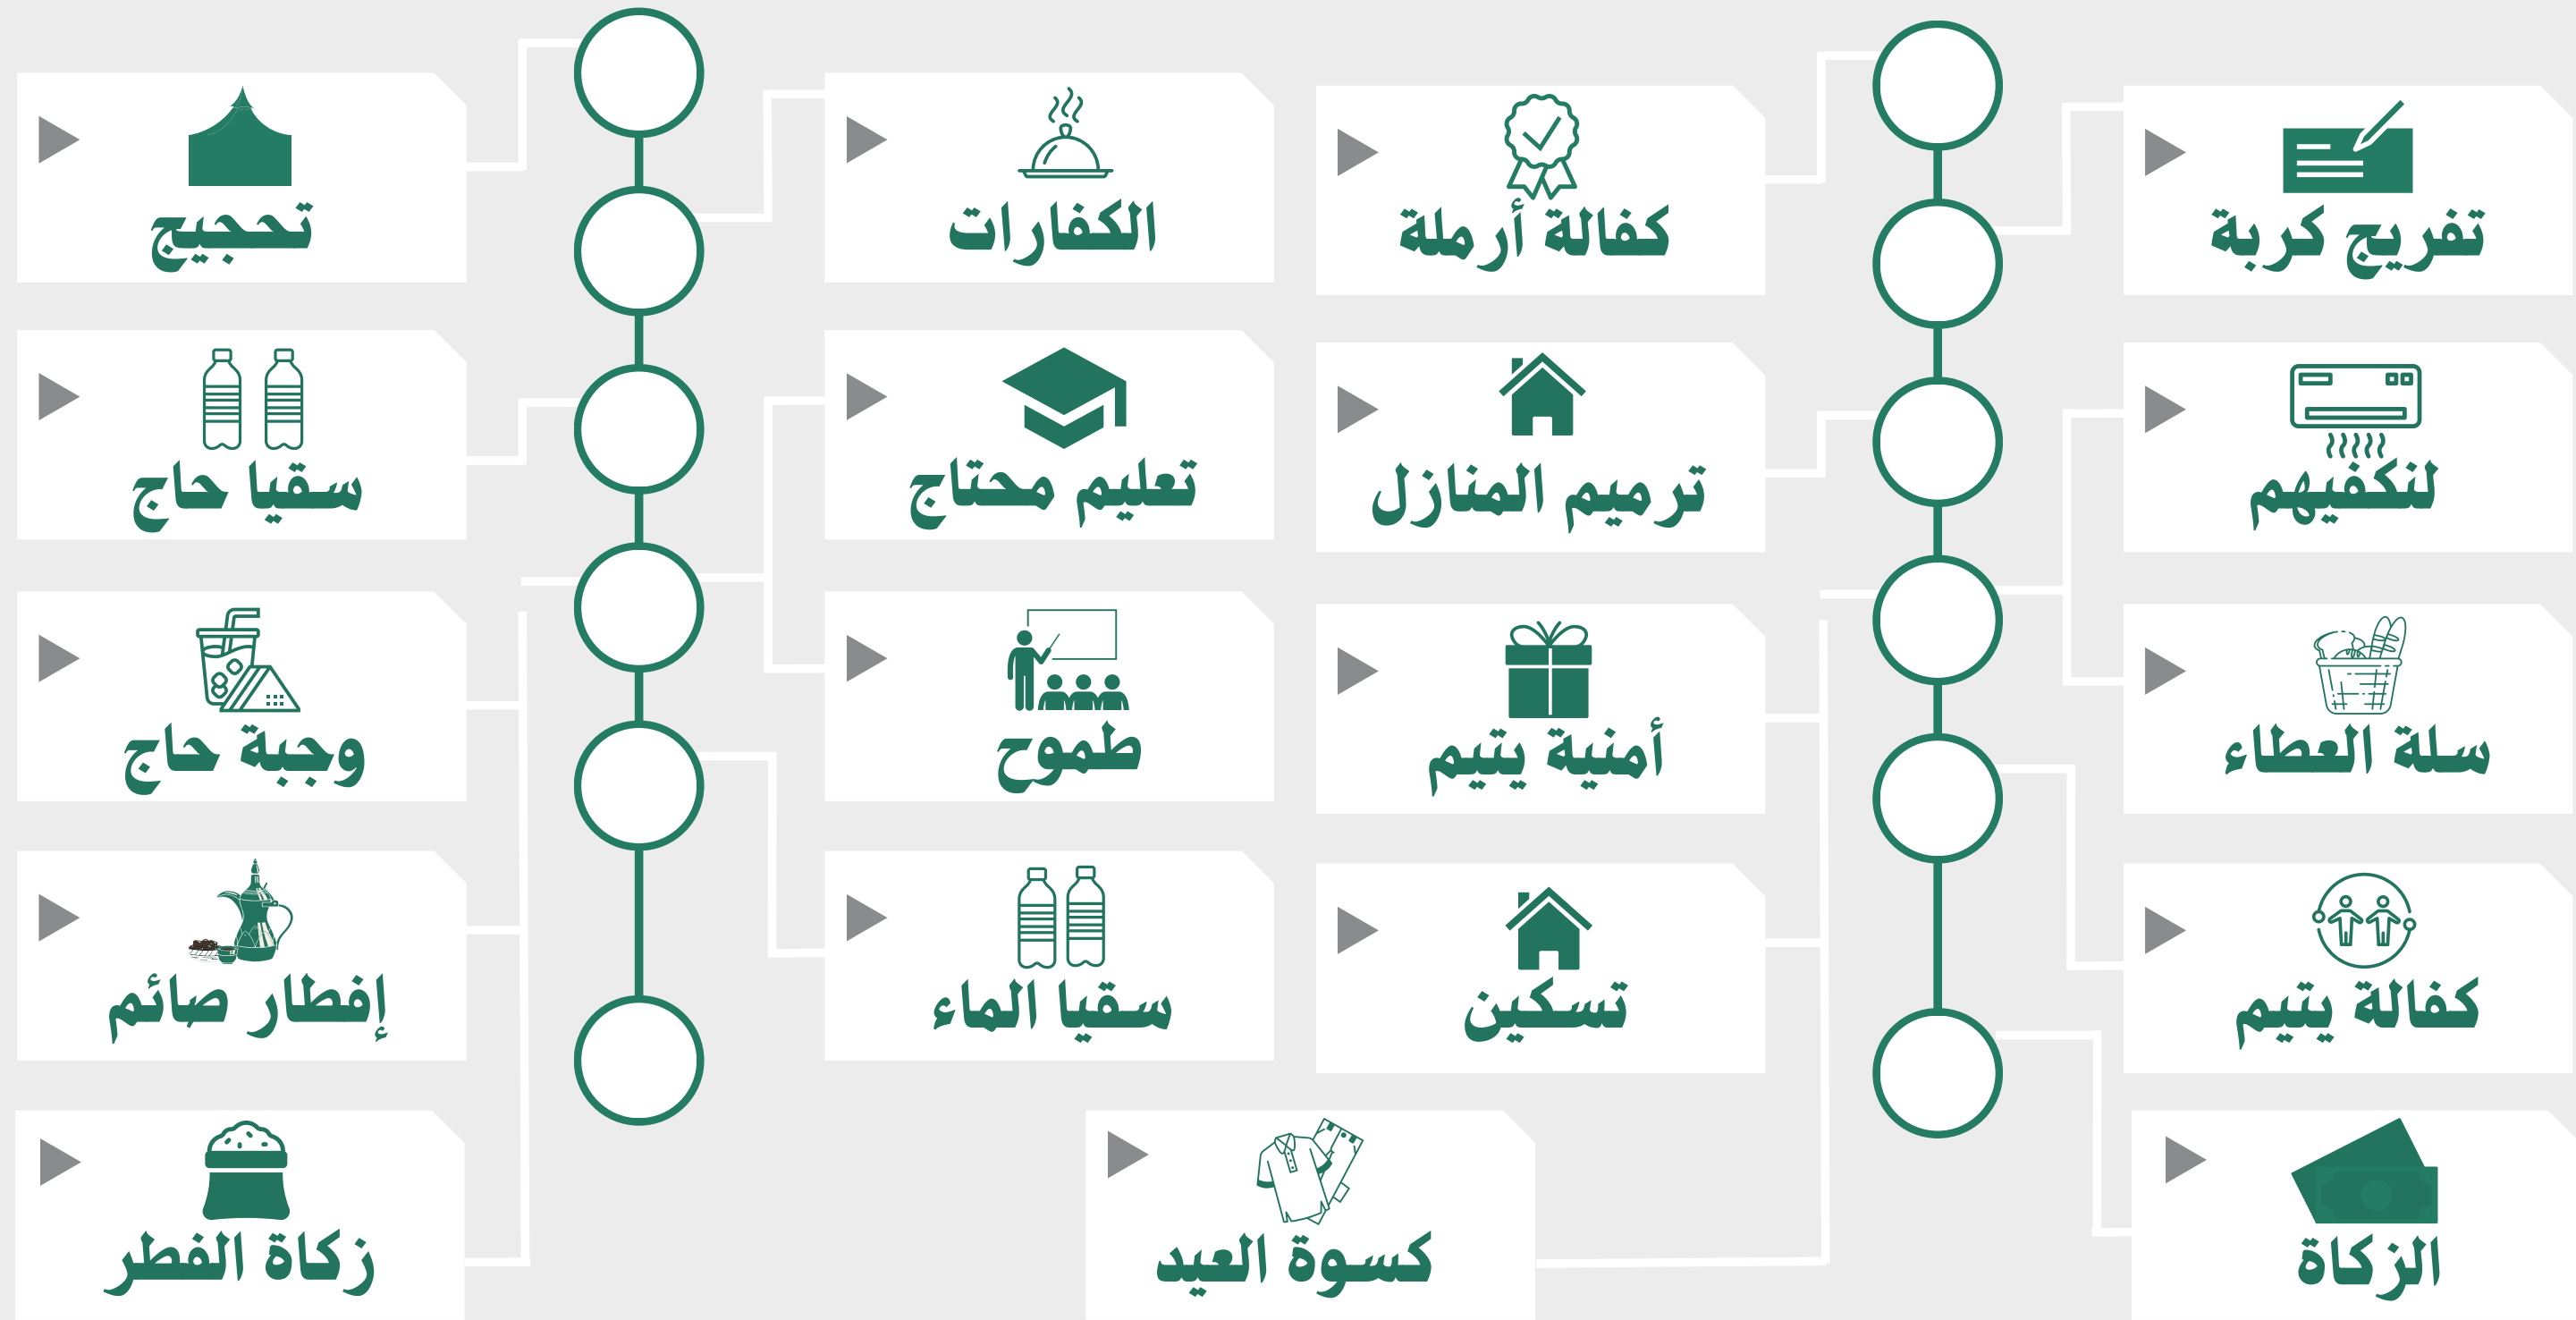 تفريج كربة
كفالة أرملة
الكفارات
تحجيج
لنكفيهم
ترميم المنازل
تعليم محتاج
سقيا حاج
سلة العطاء
أمنية يتيم
طموح
وجبة حاج
كفالة يتيم
تسكين
سقيا الماء
إفطار صائم
الزكاة
كسوة العيد
زكاة الفطر